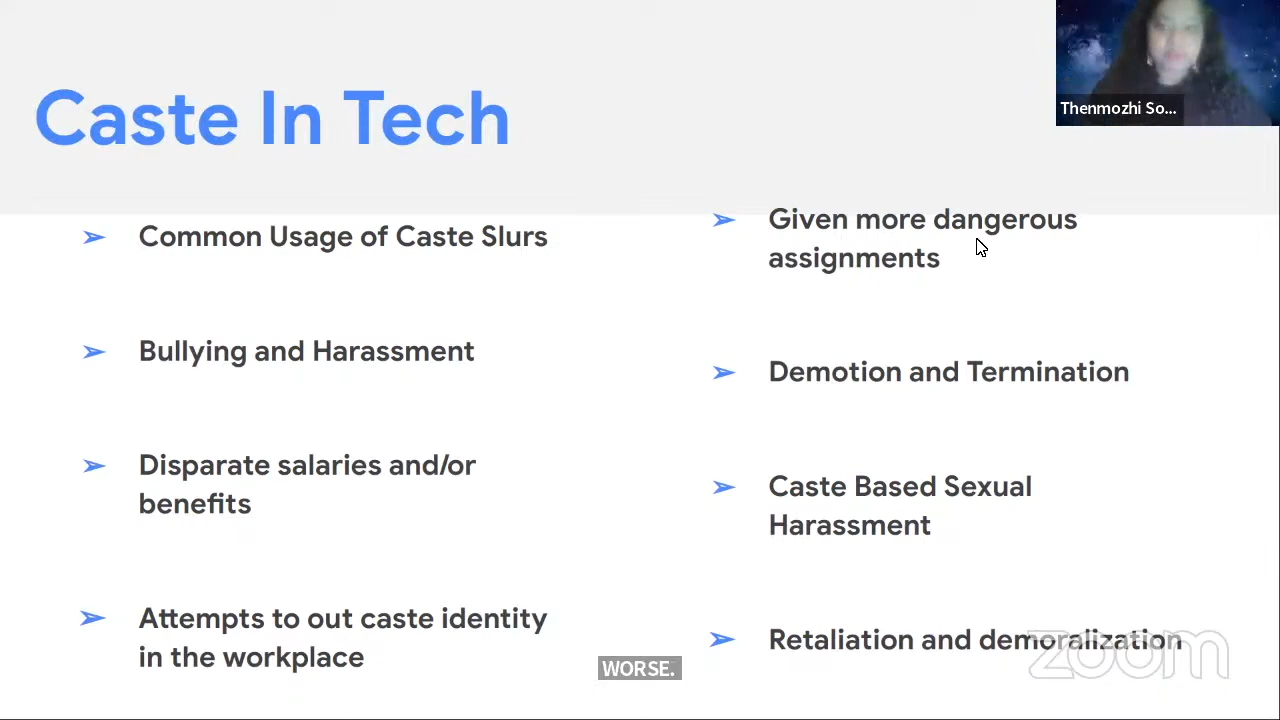 Caste In Tech
Thenmozhi So...
➢ Common Usage of Caste Slurs
➢ Bullying and Harassment
➢ Disparate salaries and/or
benefits
➢ Attempts to out caste identity
in the workplace
➢ Given more dangerous
assignments
➢ Demotion and Termination
➢ Caste Based Sexual
Harassment
➢ Retaliation and demoralization
WORSE.
zoom